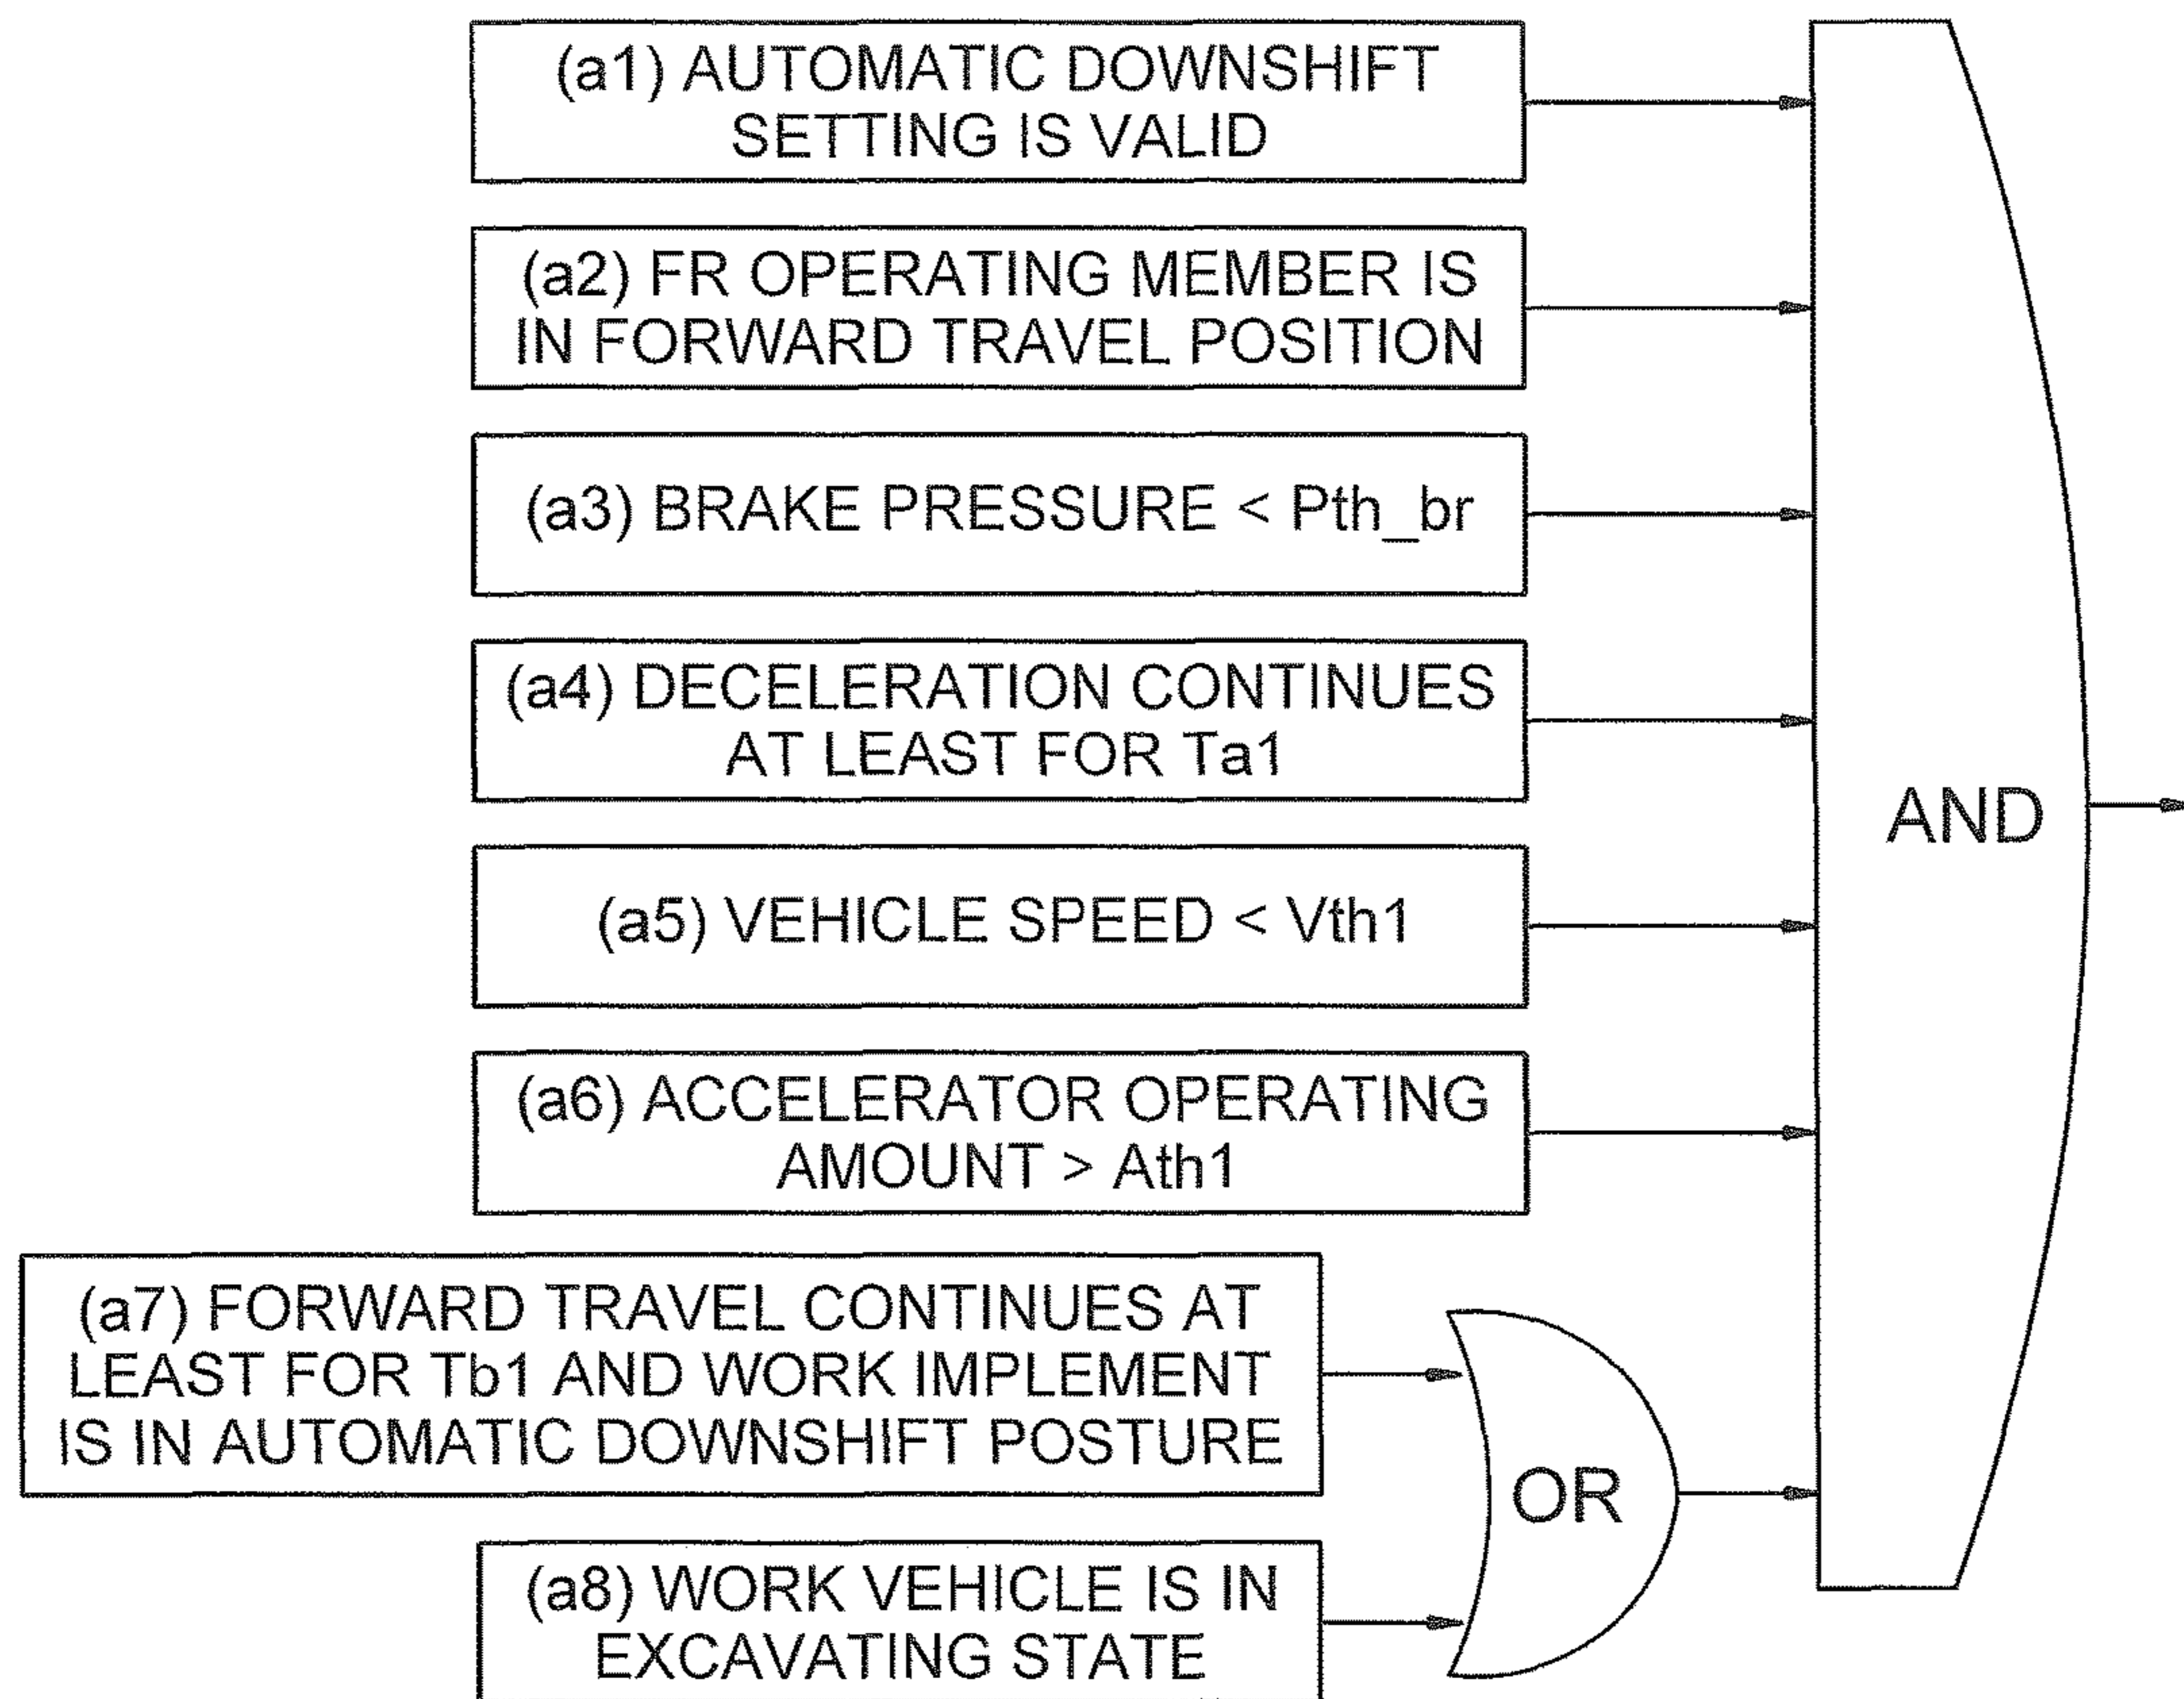 (a1) AUTOMATIC DOWNSHIFT
SETTING IS VALID
(a2) FR OPERATING MEMBER IS
IN FORWARD TRAVEL POSITION
(a3) BRAKE PRESSURE < Pth_br
(a4) DECELERATION CONTINUES
AT LEAST FOR Ta1
AND
(a5) VEHICLE SPEED < Vth1
(a6) ACCELERATOR OPERATING
AMOUNT > Ath1
(a7) FORWARD TRAVEL CONTINUES AT
LEAST FOR Tb1 AND WORK IMPLEMENT
IS IN AUTOMATIC DOWNSHIFT POSTURE
OR
(a8) WORK VEHICLE IS IN
EXCAVATING STATE